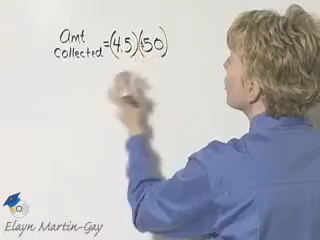 Amt
Collected = (4.5)($50)
Elayn Martin-Gay